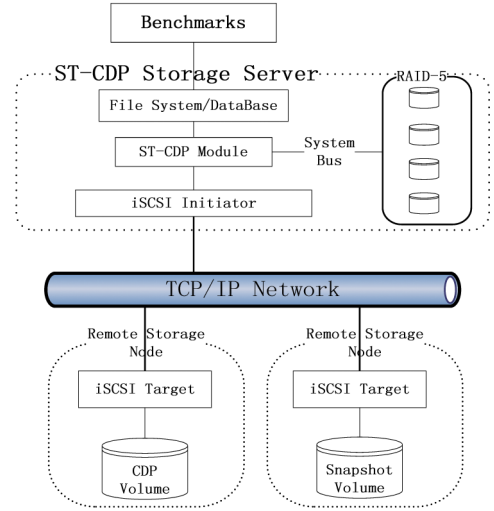 Benchmarks
ST-CDP Storage Server
RAID-5
File System/DataBase
ST-CDP Module
System
Bus
iSCSI Initiator
TCP/IP Network
Remote Storage
Node
iSCSI Target
CDP
Volume
Remote Storage
Node
iSCSI Target
Snapshot
Volume